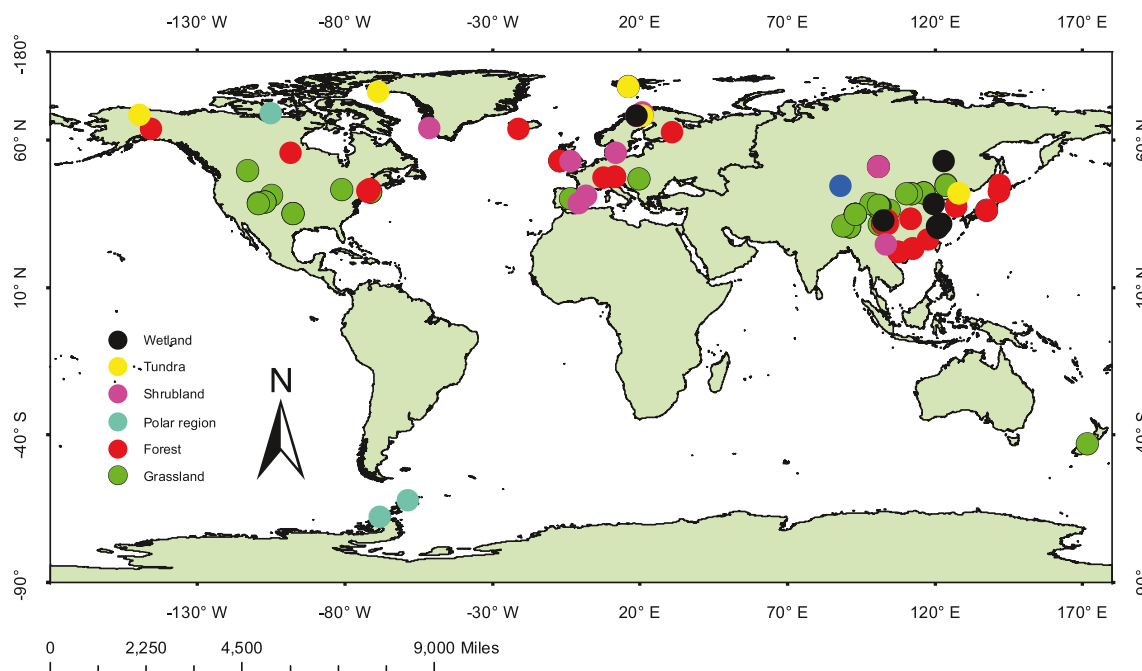 -130° W -80° W -30° W 20° E 70° E 120° E 170° E
-180°
60° N
10° N
-40° S
-90°
60° N
10° N
40° S
90°
Wetland
Tundra
Shrubland
Polar region
Forest
Grassland
N
-130° W -80° W -30° W 20° E 70° E 120° E 170° E
0 2,250 4,500 9,000 Miles